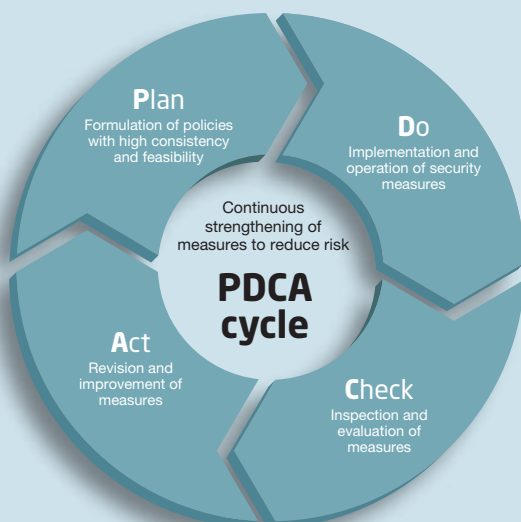 Plan
Formulation of policies
with high consistency
and feasibility
Do
Implementation and
operation of security
measures
Continuous
strengthening of
measures to reduce risk
PDCA
cycle
Act
Revision and
improvement of
measures
Check
Inspection and
evaluation of
measures